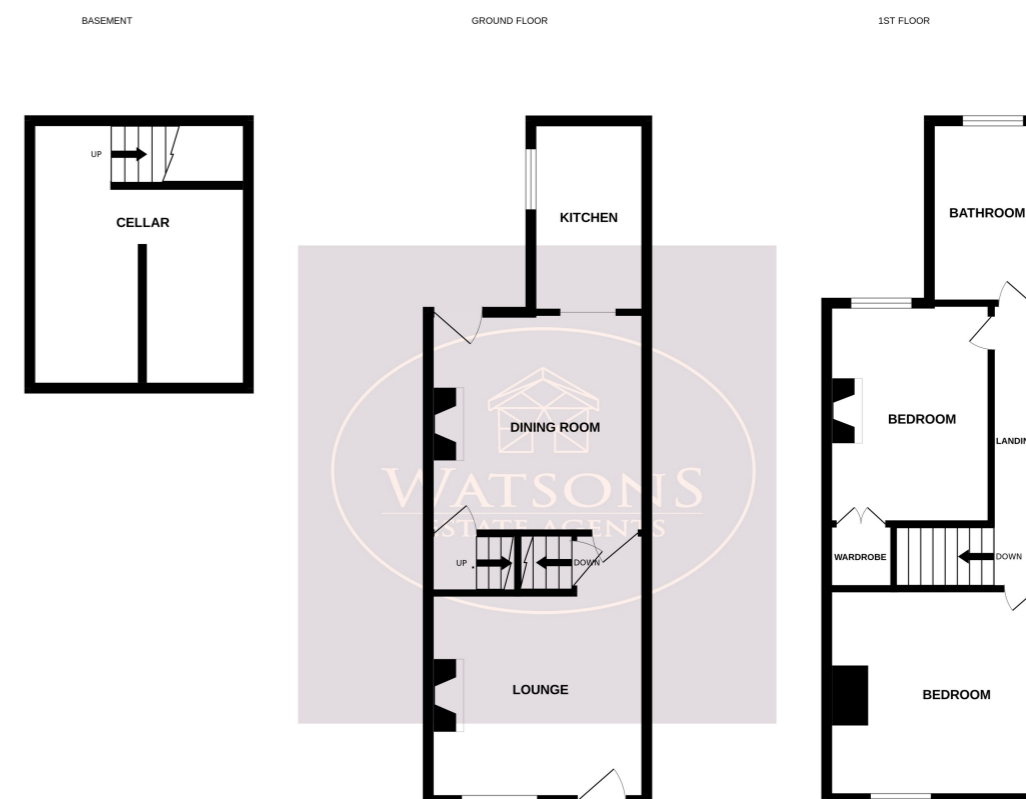 BASEMENT
GROUND FLOOR
1ST FLOOR
UP
CELLAR
KITCHEN
DINING ROOM
WATSONS
ESTATE AGENTS
UP
DOWN
LOUNGE
BATHROOM
BEDROOM
LANDIN
WARDROBE
DOWN
BEDROOM